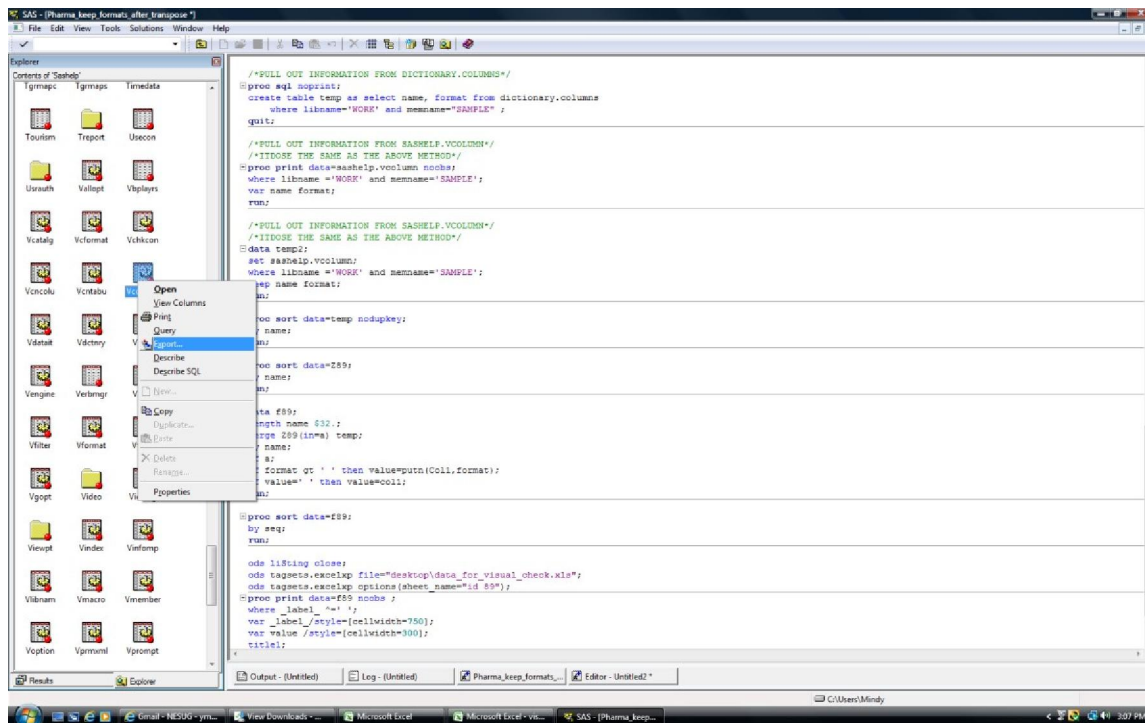 SAS - [Pharma_keep_formats_after_transpose *]
File Edit View Tools Solutions Window Help
Explorer
Contents of 'Sashelp'
Tgrmapc Tgrmaps Timedata
Tourism Treport Usecon
Usrauth Vallopt Vbplayrs
Vcatalg Vcformat Vchkcon
Vcncolu Vcntabu
Vdatait Vdctnry
Vengine Verbmgr
Vfilter Vformat
Vgopt Video
Viewpt Vindex Vinfomp
Vlibnam Vmacro Vmember
Voption Vprmxml Vprompt
Open
View Columns
Print
Query
Export...
Describe
Describe SQL
New...
Copy
Duplicate...
Paste
Delete
Rename...
Properties
/*PULL OUT INFORMATION FROM DICTIONARY.COLUMNS*/
proc sql noprint;
create table temp as select name, format from dictionary.columns
where libname='WORK' and memname="SAMPLE" ;
quit;
/*PULL OUT INFORMATION FROM SASHELP.VCOLUMN*/
/*ITDOSE THE SAME AS THE ABOVE METHOD*/
proc print data=sashelp.vcolumn noobs;
where libname ='WORK' and memname='SAMPLE';
var name format;
run;
/*PULL OUT INFORMATION FROM SASHELP.VCOLUMN*/
/*ITDOSE THE SAME AS THE ABOVE METHOD*/
data temp2;
set sashelp.vcolumn;
where libname ='WORK' and memname='SAMPLE';
eep name format;
un;
roc sort data=temp nodupkey;
name;
un;
roc sort data=Z89;
name;
un;
ata f89;
ength name $32.;
erge Z89(in=a) temp;
name;
a;
format gt ' ' then value=putn(Col1,format);
value=' ' then value=col1;
un;
proc sort data=f89;
by seq;
run;
ods liSting close;
ods tagsets.excelxp file="desktop\data_for_visual_check.xls";
ods tagsets.excelxp options(sheet_name="id 89");
proc print data=f89 noobs ;
where _label_ ^=' ';
var _label_/style=[cellwidth=750];
var value /style=[cellwidth=300];
title1;
Results Explorer
Output - (Untitled) Log - (Untitled) Pharma_keep_formats_... Editor - Untitled2 *
C:\Users\Mindy
Gmail - NESUG - ym... View Downloads - ... Microsoft Excel Microsoft Excel - vis... SAS - [Pharma_keep... 3:07 PM